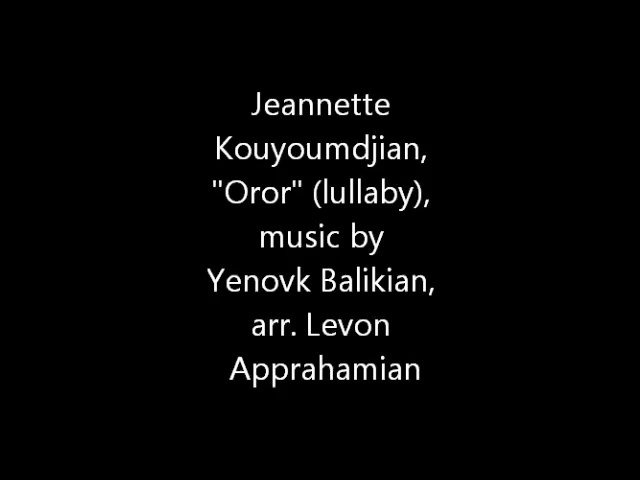 Jeannette
Kouyoumdjian,
"Oror" (lullaby),
music by
Yenovk Balikian,
arr. Levon
Apprahamian